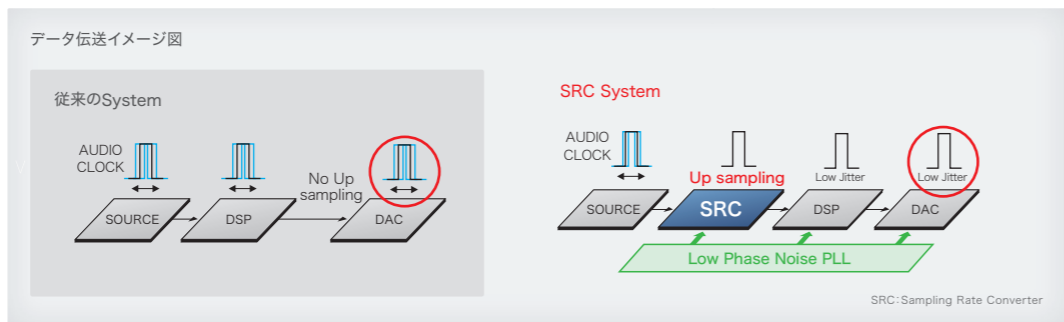 データ伝送イメージ図
従来のSystem
AUDIO
CLOCK
No Up
sampling
SOURCE
DSP
DAC
SRC System
AUDIO
CLOCK
Up sampling
Low Jitter
Low Jitter
SOURCE
SRC
DSP
DAC
Low Phase Noise PLL
SRC:Sampling Rate Converter